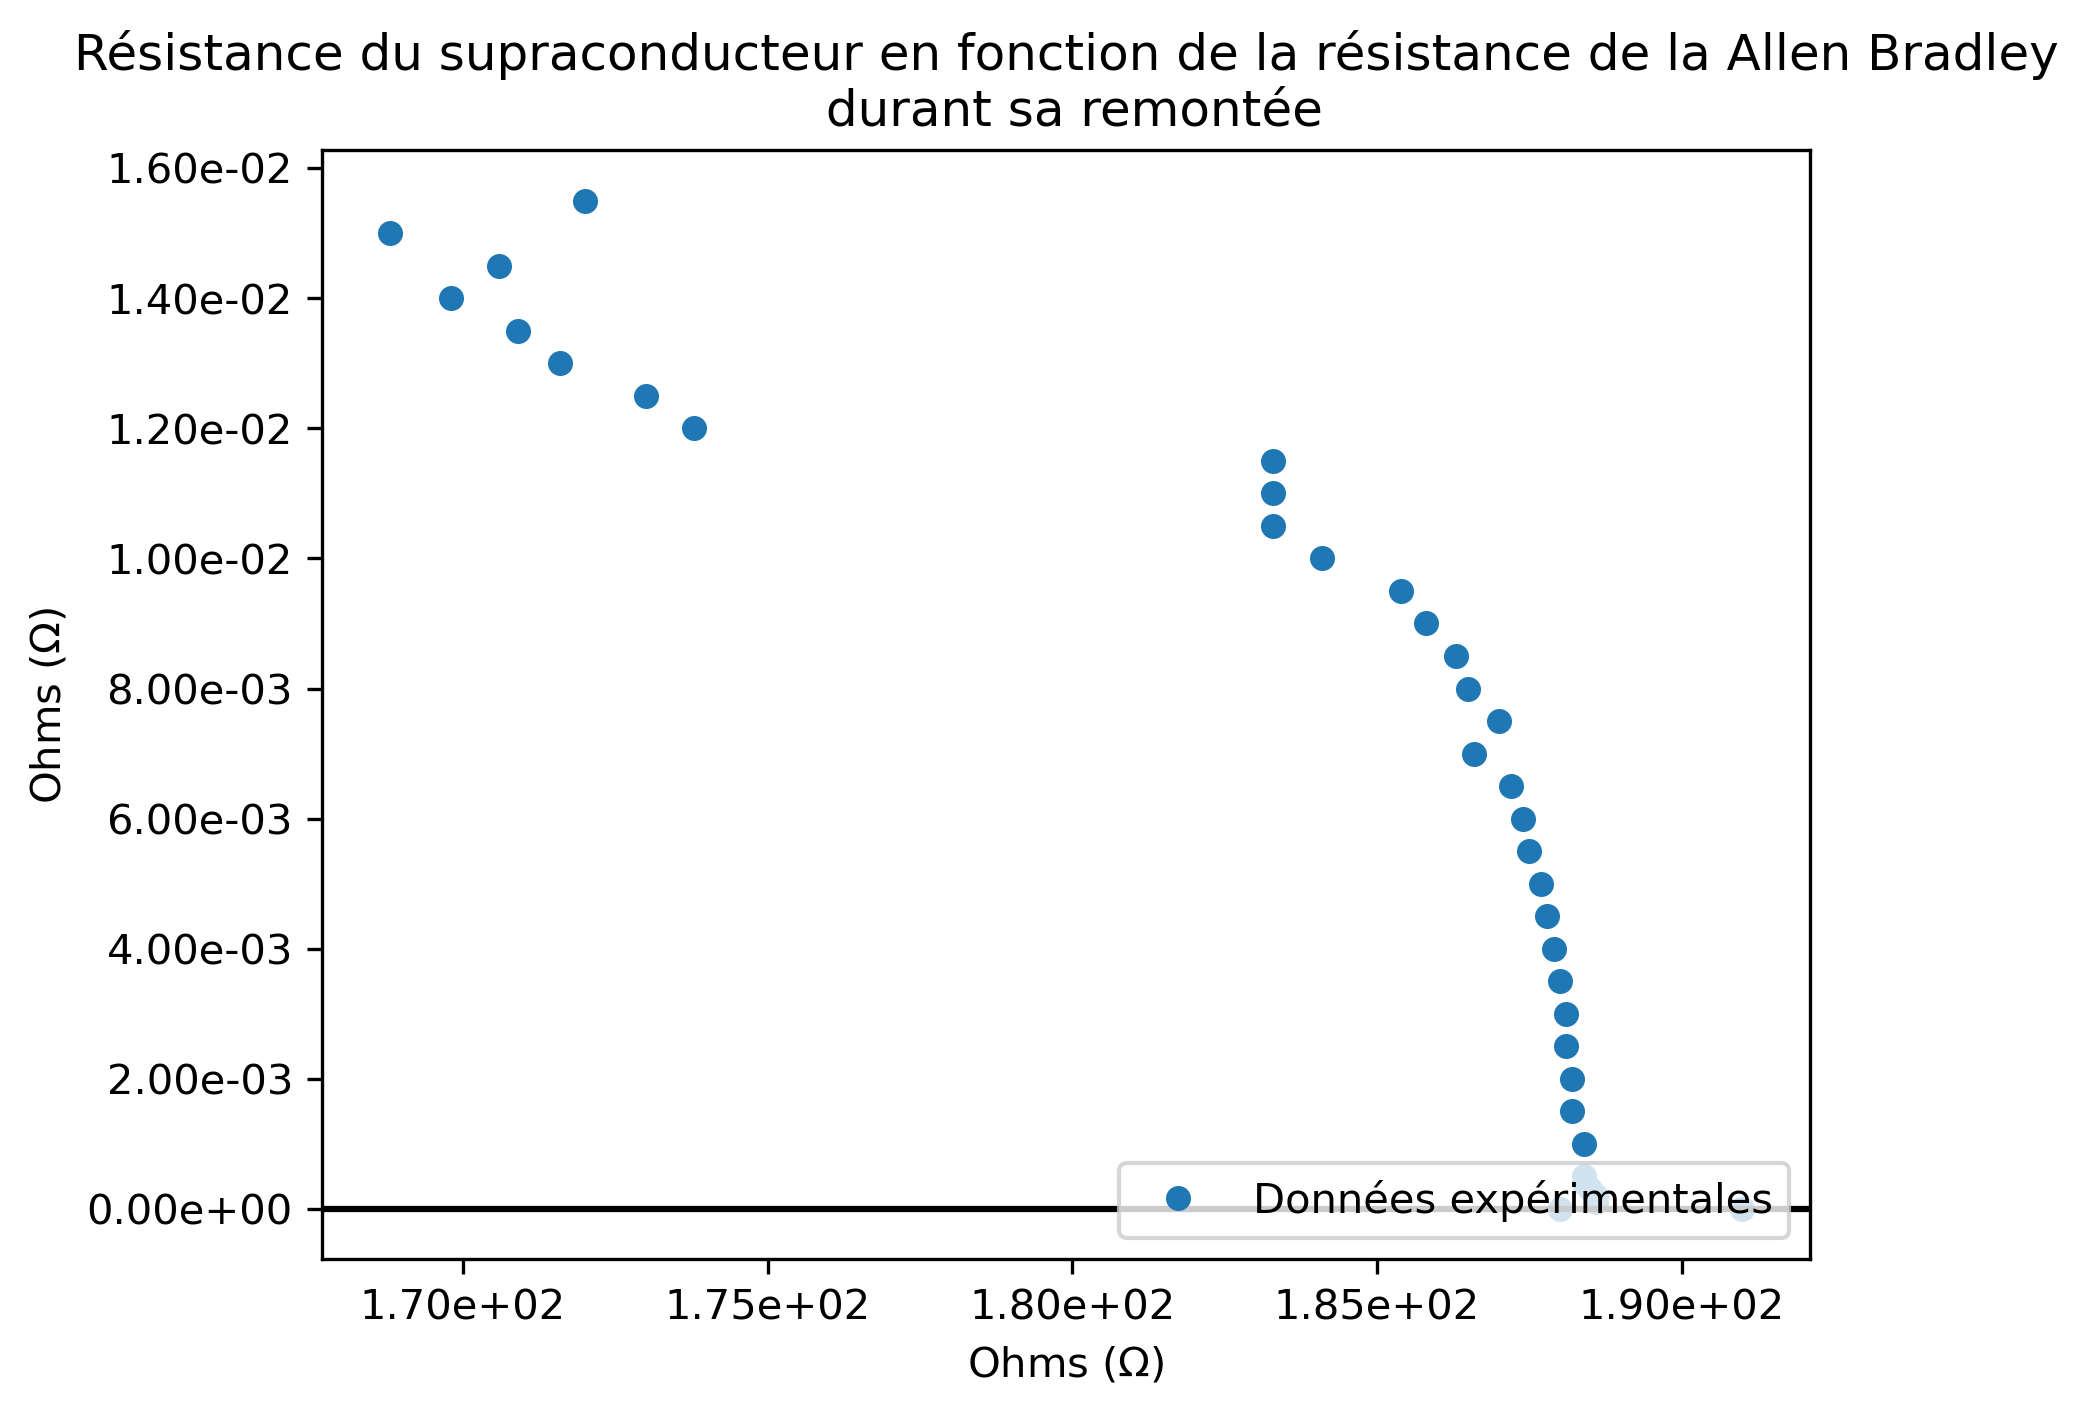 Résistance du supraconducteur en fonction de la résistance de la Allen Bradley
durant sa remontée
1.60e-02
1.40e-02
1.20e-02
1.00e-02
8.00e-03
6.00e-03
4.00e-03
2.00e-03
0.00e+00
Ohms (Ω)
Données expérimentales
1.70e+02 1.75e+02 1.80e+02 1.85e+02 1.90e+02
Ohms (Ω)